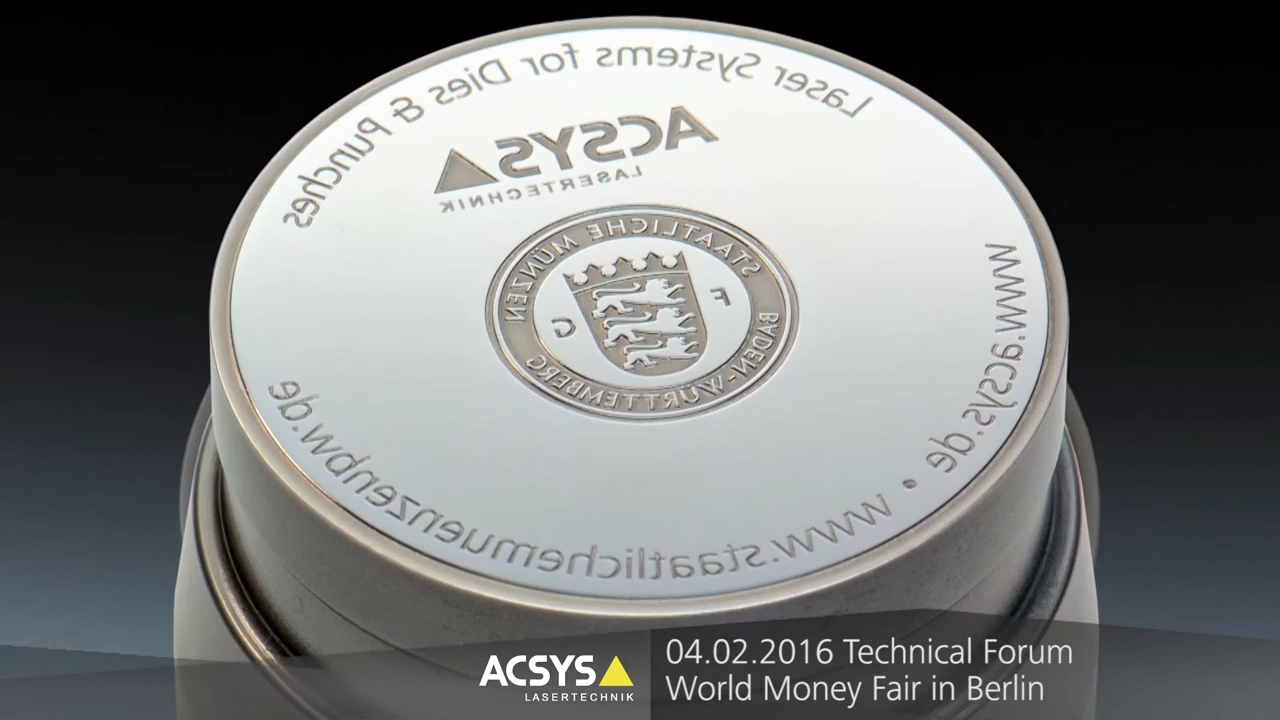 Laser Systems for Dies & Punches
ACSYS
LASERTECHNIK
STAATLICHE MÜNZEN
BADEN-WÜRTTEMBERG
F
G
www.acsys.de • www.staatlichemuenzenbw.de
ACSYS
LASERTECHNIK
04.02.2016 Technical Forum
World Money Fair in Berlin